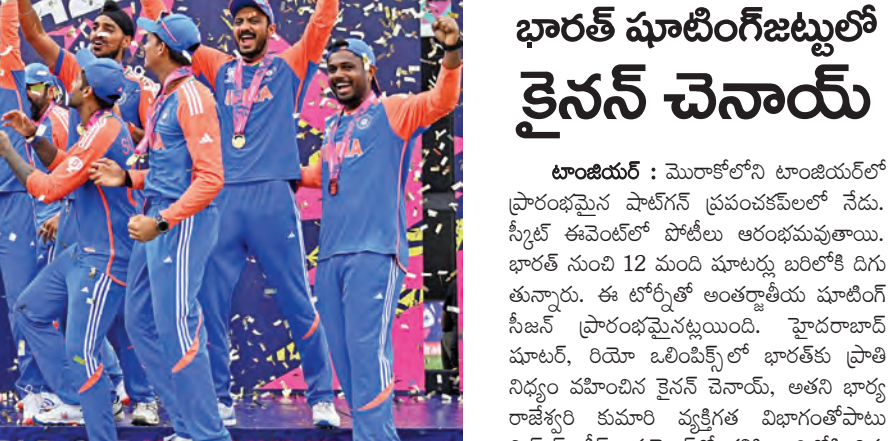 భారత్ షూటింగ్‌జట్టులో
కైనన్ చెనాయ్
టాంజియర్ : మొరాకోలోని టాంజియర్‌లో
ప్రారంభమైన షాట్‌గన్ ప్రపంచకప్‌లలో నేడు.
స్కీట్ ఈవెంట్‌లో పోటీలు ఆరంభమవుతాయి.
భారత్ నుంచి 12 మంది షూటర్లు బరిలోకి దిగు
తున్నారు. ఈ టోర్నీతో అంతర్జాతీయ షూటింగ్
సీజన్ ప్రారంభమైనట్లయింది. హైదరాబాద్
షూటర్, రియో ఒలింపిక్స్‌లో భారత్‌కు ప్రాతి
నిధ్యం వహించిన కైనన్ చెనాయ్, అతని భార్య
రాజేశ్వరి కుమారి వ్యక్తిగత విభాగంతోపాటు